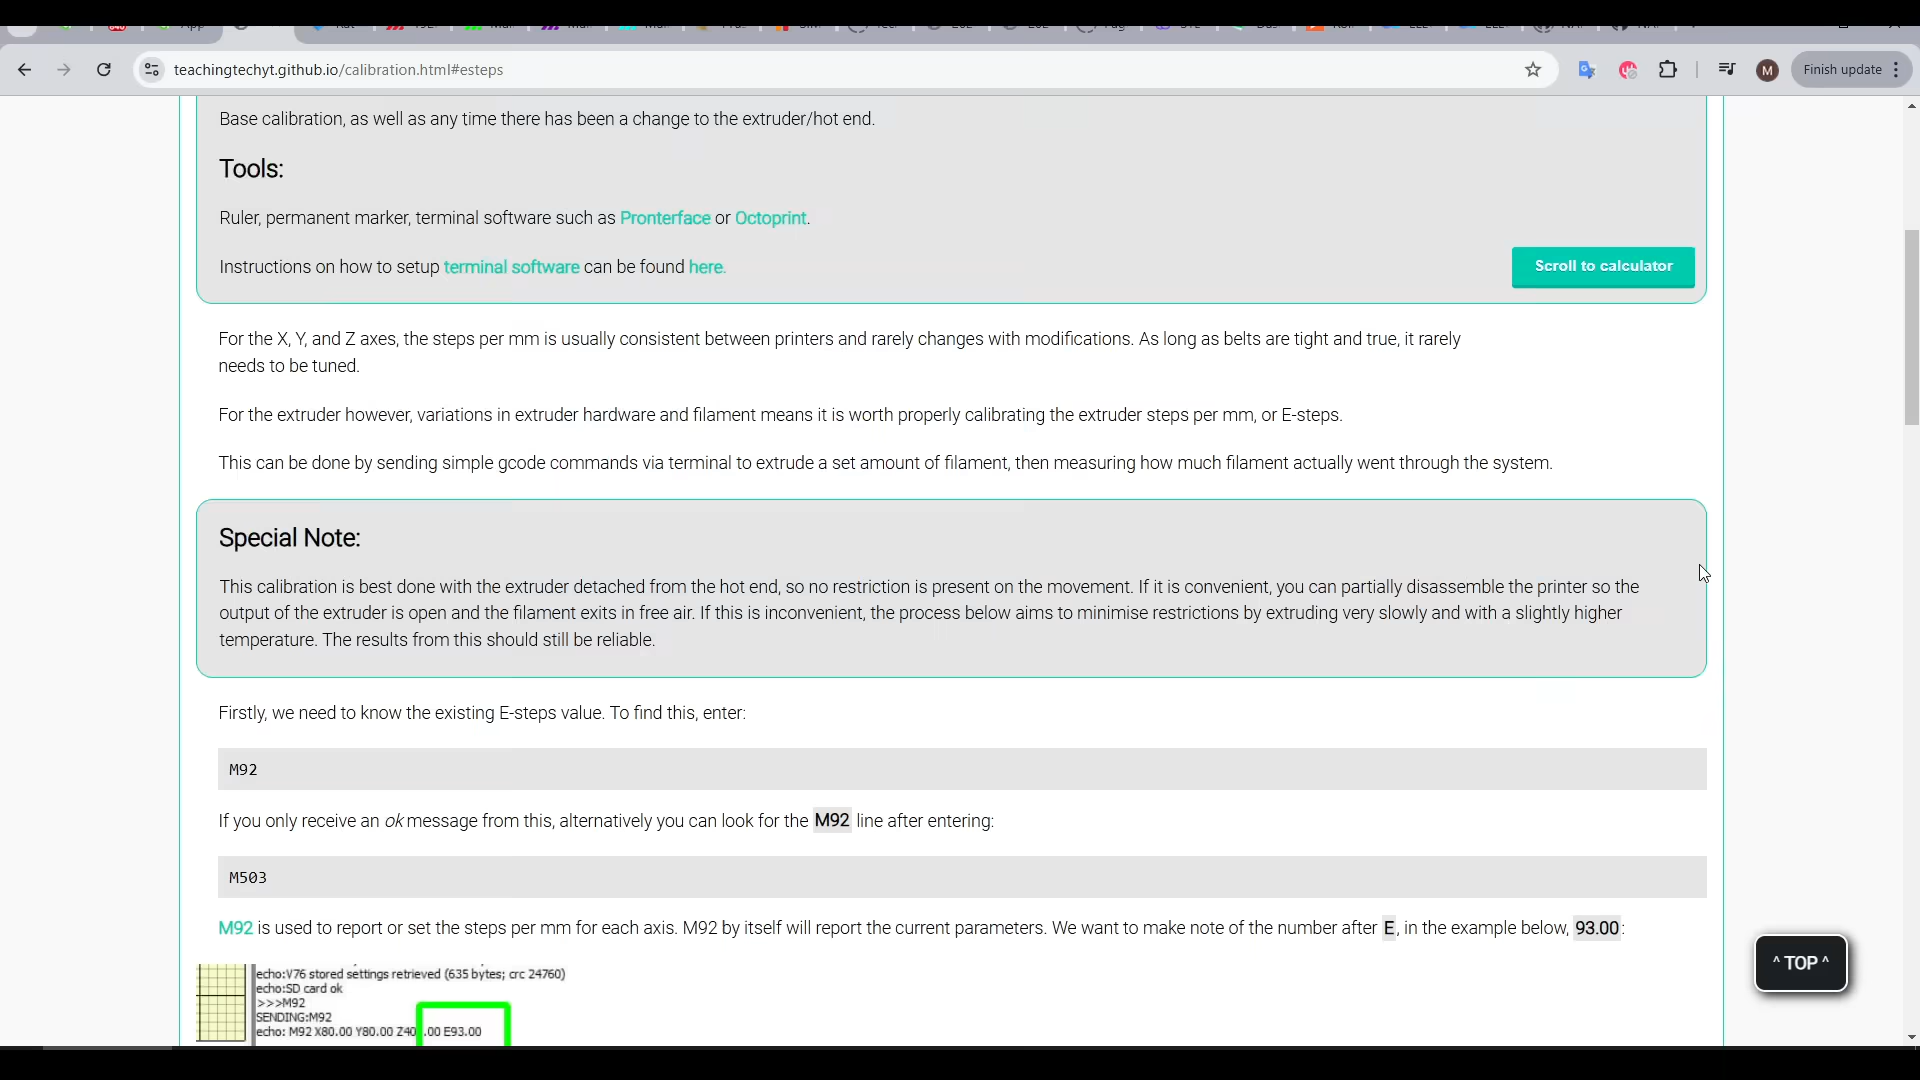 teachingtechyt.github.io/calibration.html#esteps
M
Finish update
Base calibration, as well as any time there has been a change to the extruder/hot end.
Tools:
Ruler, permanent marker, terminal software such as Pronterface or Octoprint.
Instructions on how to setup terminal software can be found here.
Scroll to calculator
For the X, Y, and Z axes, the steps per mm is usually consistent between printers and rarely changes with modifications. As long as belts are tight and true, it rarely
needs to be tuned.
For the extruder however, variations in extruder hardware and filament means it is worth properly calibrating the extruder steps per mm, or E-steps.
This can be done by sending simple gcode commands via terminal to extrude a set amount of filament, then measuring how much filament actually went through the system.
Special Note:
This calibration is best done with the extruder detached from the hot end, so no restriction is present on the movement. If it is convenient, you can partially disassemble the printer so the
output of the extruder is open and the filament exits in free air. If this is inconvenient, the process below aims to minimise restrictions by extruding very slowly and with a slightly higher
temperature. The results from this should still be reliable.
Firstly, we need to know the existing E-steps value. To find this, enter:
M92
If you only receive an ok message from this, alternatively you can look for the M92 line after entering:
M503
M92 is used to report or set the steps per mm for each axis. M92 by itself will report the current parameters. We want to make note of the number after E, in the example below, 93.00:
^ TOP ^
echo:V76 stored settings retrieved (635 bytes; crc 24760)
echo:SD card ok
>>>M92
SENDING:M92
echo: M92 X80.00 Y80.00 Z40 .00 E93.00